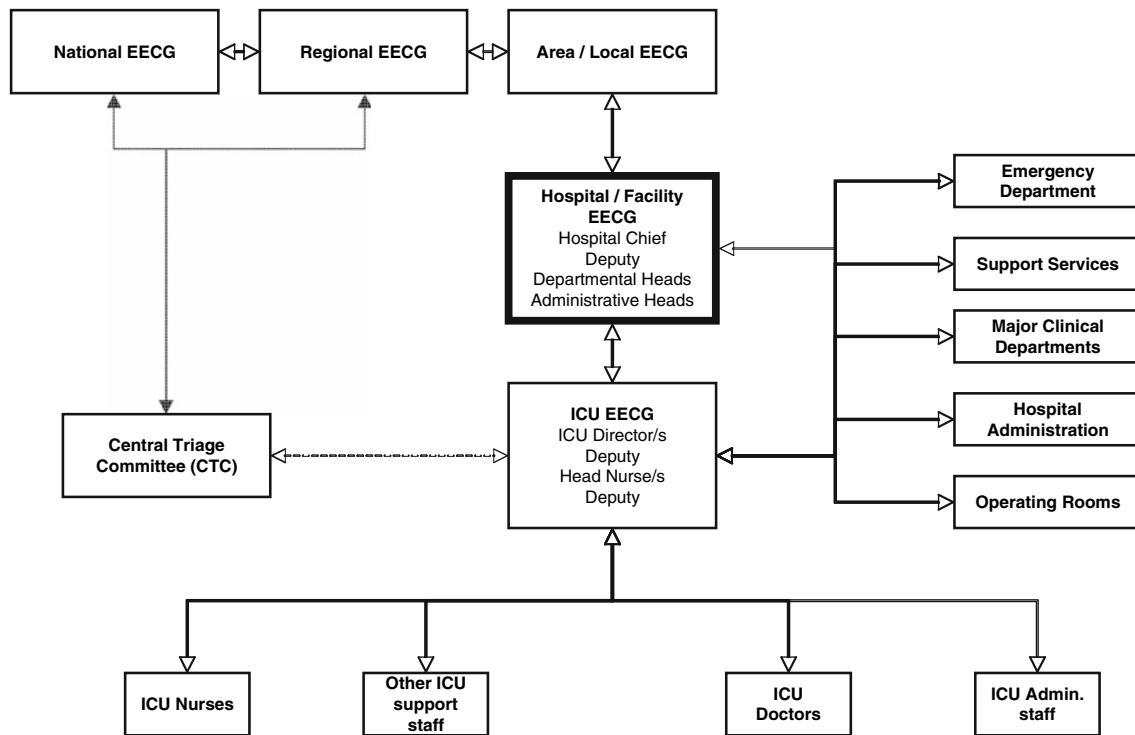 National EECG
Regional EECG
Area / Local EECG
Hospital / Facility
EECG
Hospital Chief
Deputy
Departmental Heads
Administrative Heads
Emergency
Department
Support Services
Major Clinical
Departments
Hospital
Administration
Operating Rooms
Central Triage
Committee (CTC)
ICU EECG
ICU Director/s
Deputy
Head Nurse/s
Deputy
ICU Nurses
Other ICU
support
staff
ICU
Doctors
ICU Admin.
staff